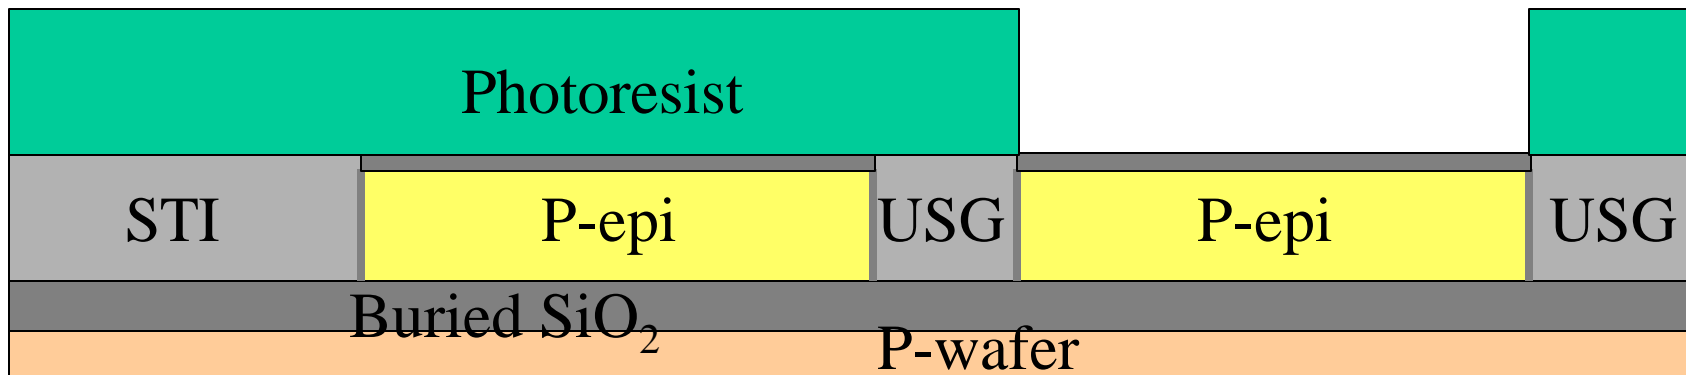 Photoresist
STI P-epi USG P-epi USG
Buried SiO₂
P-wafer